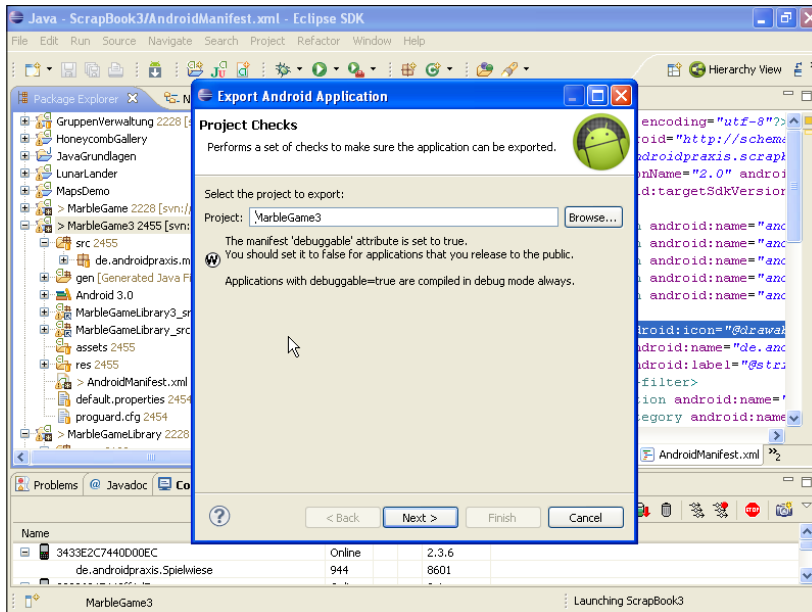 Java - ScrapBook3/AndroidManifest.xml - Eclipse SDK
File Edit Run Source Navigate Search Project Refactor Window Help
Hierarchy View
Package Explorer
GruppenVerwaltung 2228 [s
HoneycombGallery
JavaGrundlagen
LunarLander
MapsDemo
> MarbleGame 2228 [svn:/
> MarbleGame3 2455 [svn:
src 2455
de.androidpraxis.m
gen [Generated Java Fi
Android 3.0
MarbleGameLibrary3_sr
MarbleGameLibrary_src
assets 2455
res 2455
> AndroidManifest.xml
default.properties 2454
proguard.cfg 2454
> MarbleGameLibrary 2228
Export Android Application
Project Checks
Performs a set of checks to make sure the application can be exported.
Select the project to export:
Project: MarbleGame3 Browse...
The manifest 'debuggable' attribute is set to true.
You should set it to false for applications that you release to the public.
Applications with debuggable=true are compiled in debug mode always.
< Back Next > Finish Cancel
encoding="utf-8"?>
roid="http://schema
ndroidpraxis.scrapb
onName="2.0" androi
id:targetSdkVersion
n android:name="and
n android:name="and
n android:name="and
n android:name="and
droid:icon="@drawab
ndroid:name="de.and
ndroid:label="@stri
-filter>
ion android:name="
tegory android:name
AndroidManifest.xml
Problems @ Javadoc Co
Name
3433E2C7440D00EC Online 2.3.6
de.androidpraxis.Spielwiese 944 8601
MarbleGame3 Launching ScrapBook3